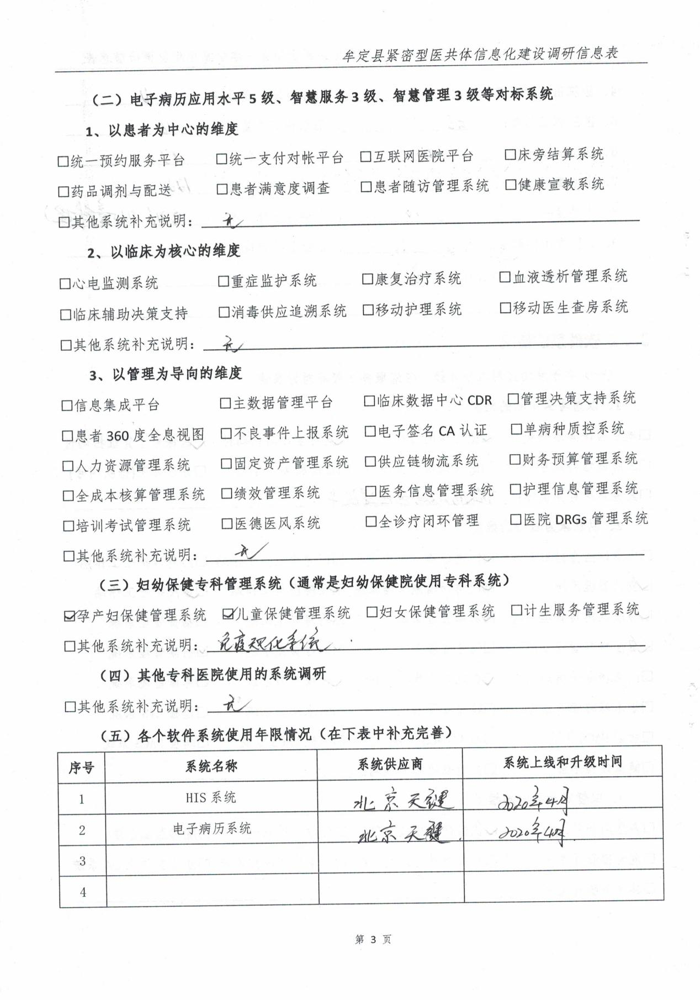 牟定县紧密型医共体信息化建设调研信息表
（二）电子病历应用水平 5 级、智慧服务 3 级、智慧管理 3 级等对标系统
1、以患者为中心的维度
□统一预约服务平台 □统一支付对帐平台 □互联网医院平台 □床旁结算系统
□药品调剂与配送 □患者满意度调查 □患者随访管理系统 □健康宣教系统
□其他系统补充说明：无
2、以临床为核心的维度
□心电监测系统 □重症监护系统 □康复治疗系统 □血液透析管理系统
□临床辅助决策支持 □消毒供应追溯系统 □移动护理系统 □移动医生查房系统
□其他系统补充说明：无
3、以管理为导向的维度
□信息集成平台 □主数据管理平台 □临床数据中心 CDR □管理决策支持系统
□患者 360 度全息视图 □不良事件上报系统 □电子签名 CA 认证 □单病种质控系统
□人力资源管理系统 □固定资产管理系统 □供应链物流系统 □财务预算管理系统
□全成本核算管理系统 □绩效管理系统 □医务信息管理系统 □护理信息管理系统
□培训考试管理系统 □医德医风系统 □全诊疗闭环管理 □医院 DRGs 管理系统
□其他系统补充说明：无
（三）妇幼保健专科管理系统（通常是妇幼保健院使用专科系统）
☑孕产妇保健管理系统 ☑儿童保健管理系统 □妇女保健管理系统 □计生服务管理系统
□其他系统补充说明：免疫规化系统
（四）其他专科医院使用的系统调研
□其他系统补充说明：无
（五）各个软件系统使用年限情况（在下表中补充完善）
序号 系统名称 系统供应商 系统上线和升级时间
1 HIS 系统 北京天健 2020年4月
2 电子病历系统 北京天健 2020年4月
3
4
第 3 页